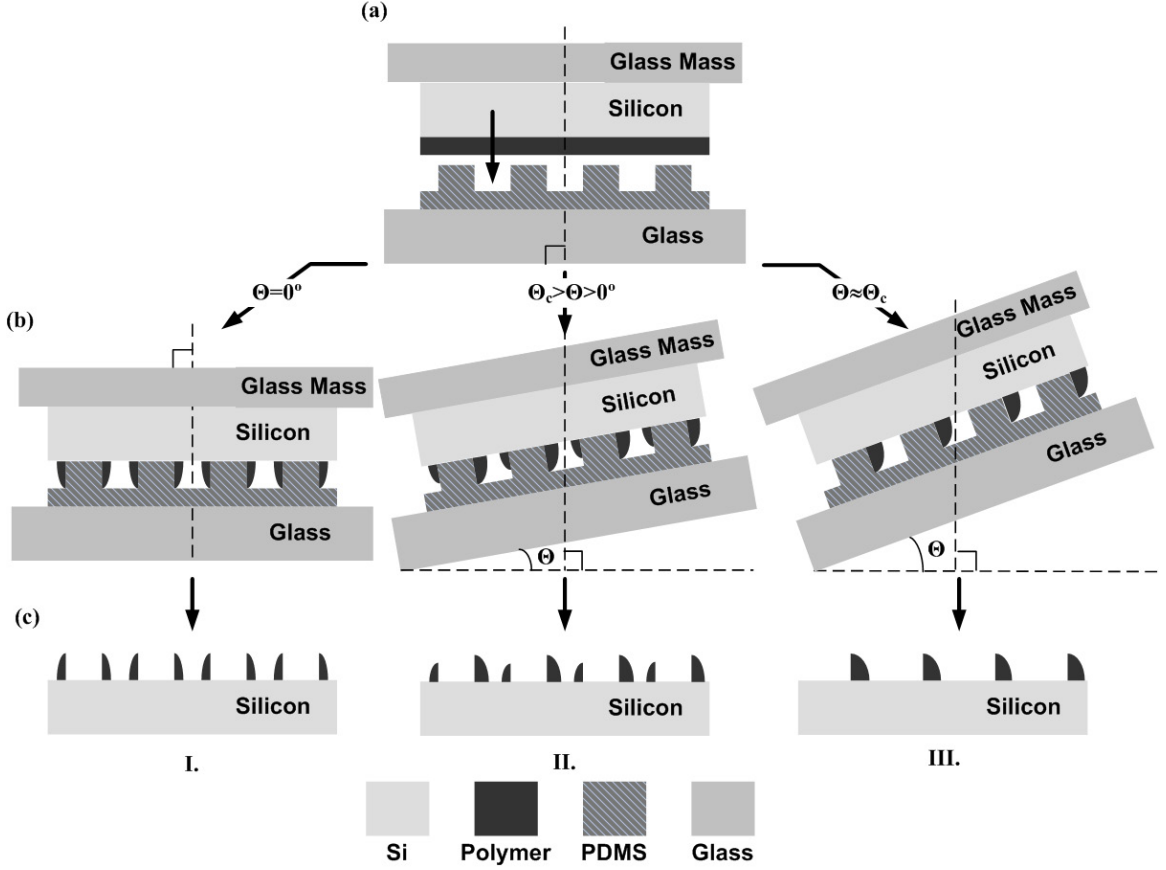 (a)
Glass Mass
Silicon
Glass
Θ=0º
Θc>Θ>0º
Θ≈Θc
(b)
Glass Mass
Silicon
Glass
Glass Mass
Silicon
Glass
Θ
Glass Mass
Silicon
Glass
Θ
(c)
Silicon
Silicon
Silicon
I.
II.
III.
Si
Polymer
PDMS
Glass